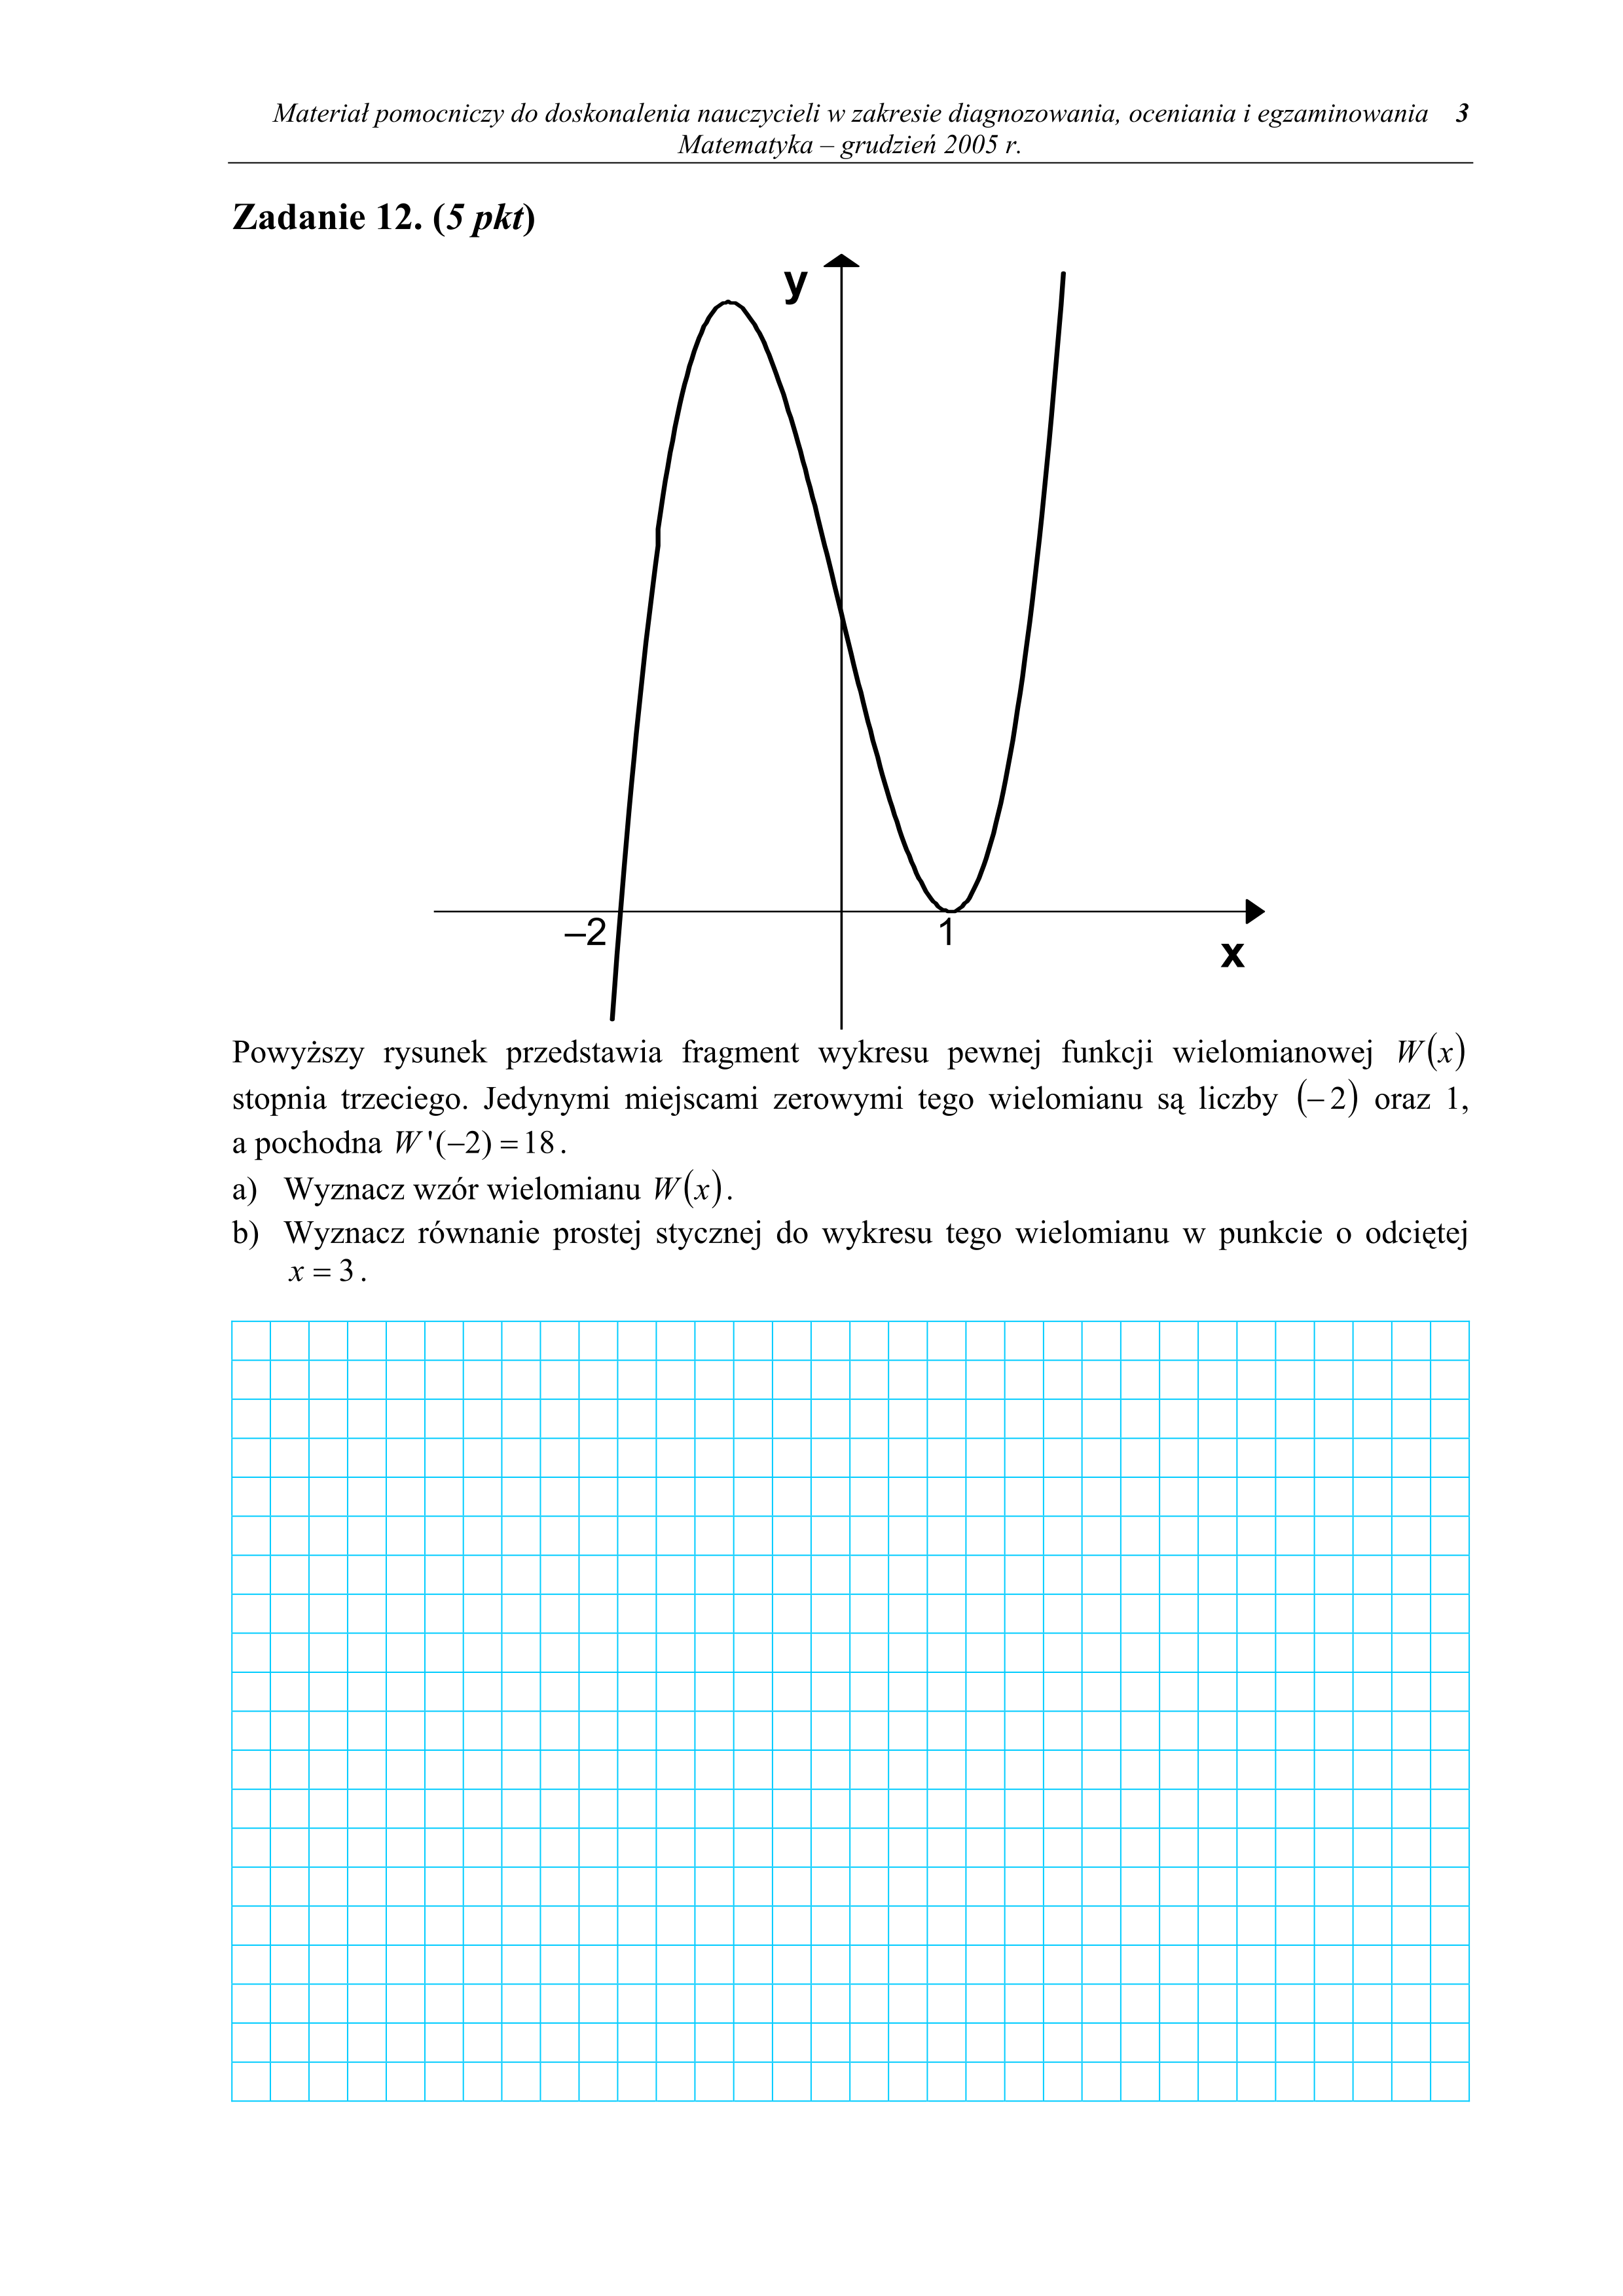 Materiał pomocniczy do doskonalenia nauczycieli w zakresie diagnozowania, oceniania i egzaminowania 3
Matematyka – grudzień 2005 r.
Zadanie 12. (5 pkt)
y
–2
1
x
Powyższy rysunek przedstawia fragment wykresu pewnej funkcji wielomianowej W(x)
stopnia trzeciego. Jedynymi miejscami zerowymi tego wielomianu są liczby (−2) oraz 1,
a pochodna W'(−2) = 18.
a) Wyznacz wzór wielomianu W(x).
b) Wyznacz równanie prostej stycznej do wykresu tego wielomianu w punkcie o odciętej
x = 3.